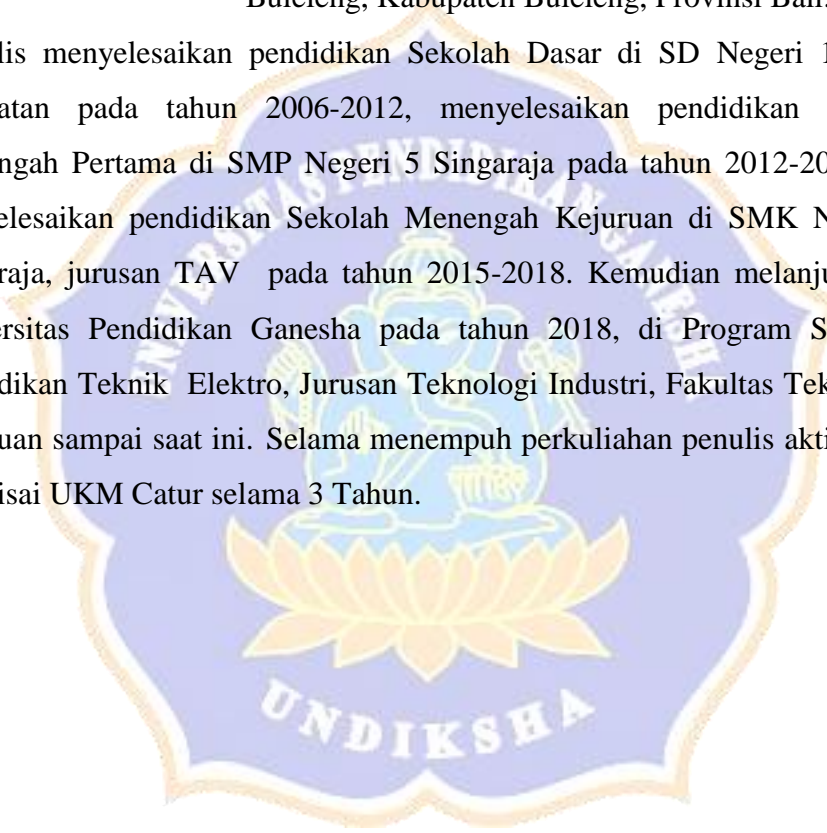 Buleleng, Kabupaten Buleleng, Provinsi Bali.
lis menyelesaikan pendidikan Sekolah Dasar di SD Negeri 1
atan pada tahun 2006-2012, menyelesaikan pendidikan
ngah Pertama di SMP Negeri 5 Singaraja pada tahun 2012-20
elesaikan pendidikan Sekolah Menengah Kejuruan di SMK N
raja, jurusan TAV pada tahun 2015-2018. Kemudian melanju
ersitas Pendidikan Ganesha pada tahun 2018, di Program S
dikan Teknik Elektro, Jurusan Teknologi Industri, Fakultas Tek
uan sampai saat ini. Selama menempuh perkuliahan penulis akti
isai UKM Catur selama 3 Tahun.
UNIVERSITAS PENDIDIKAN GANESHA
UNDIKSHA